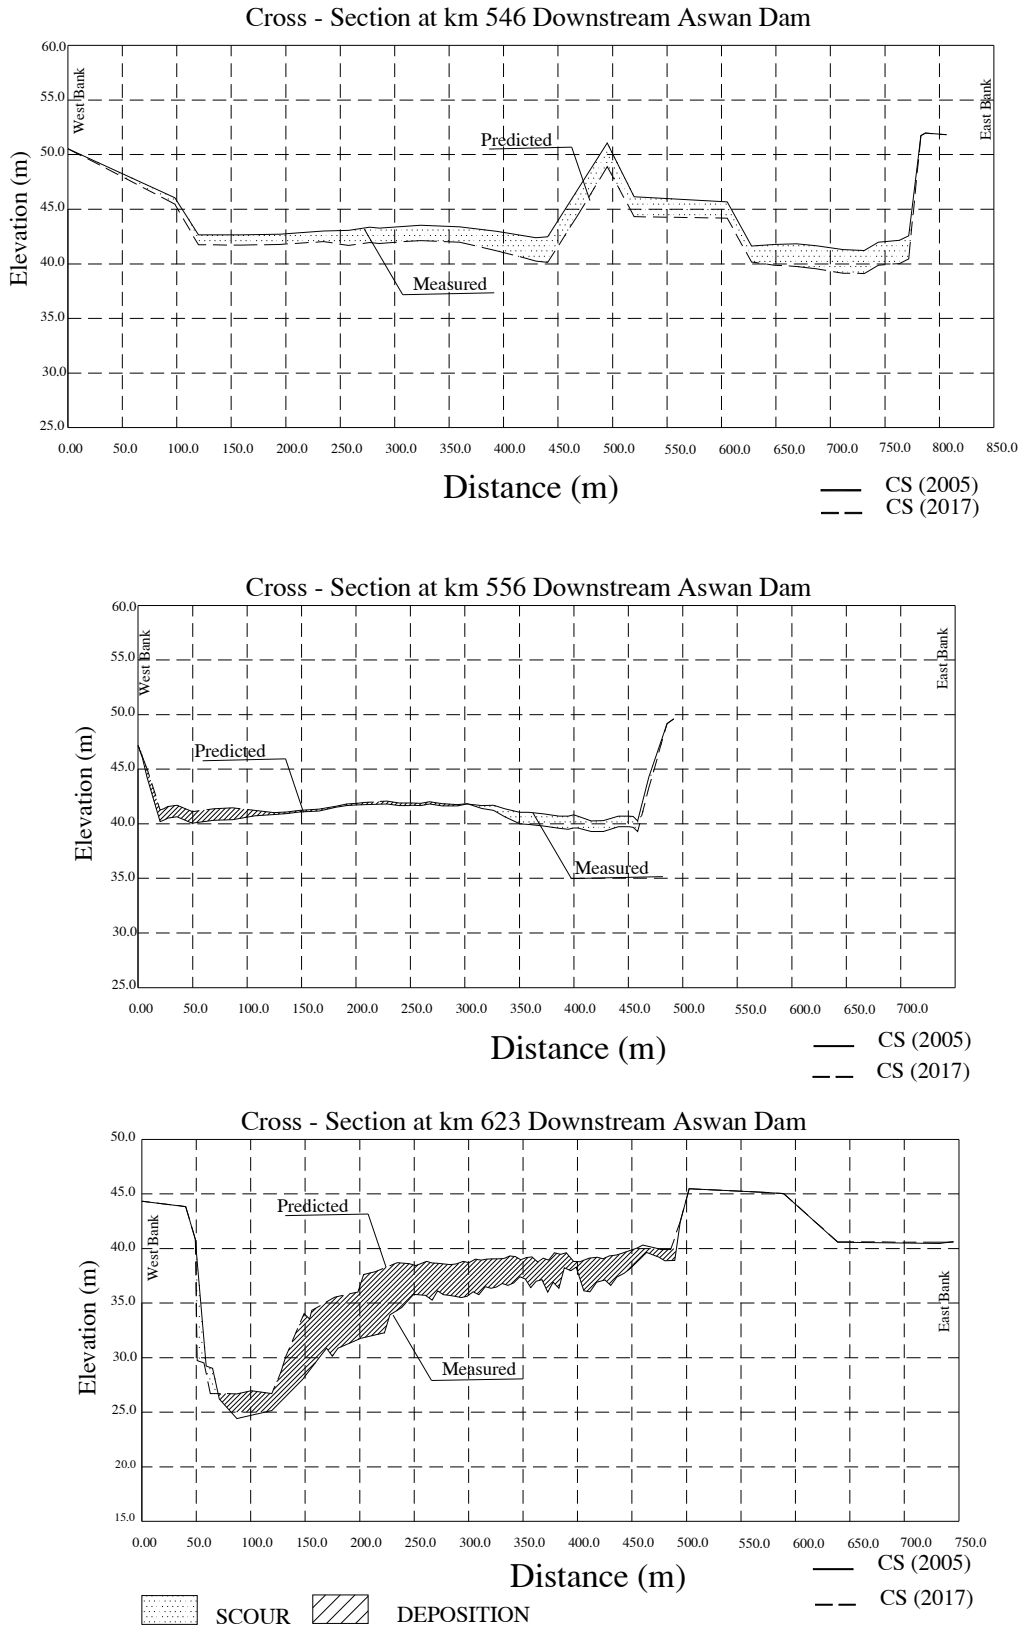 Cross - Section at km 546 Downstream Aswan Dam
60.0
55.0
50.0
45.0
40.0
35.0
30.0
25.0
West Bank
East Bank
Elevation (m)
Predicted
Measured
0.00 50.0 100.0 150.0 200.0 250.0 300.0 350.0 400.0 450.0 500.0 550.0 600.0 650.0 700.0 750.0 800.0 850.0
Distance (m)
CS (2005)
CS (2017)
Cross - Section at km 556 Downstream Aswan Dam
60.0
55.0
50.0
45.0
40.0
35.0
30.0
25.0
West Bank
East Bank
Elevation (m)
Predicted
Measured
0.00 50.0 100.0 150.0 200.0 250.0 300.0 350.0 400.0 450.0 500.0 550.0 600.0 650.0 700.0
Distance (m)
CS (2005)
CS (2017)
Cross - Section at km 623 Downstream Aswan Dam
50.0
45.0
40.0
35.0
30.0
25.0
20.0
15.0
West Bank
East Bank
Elevation (m)
Predicted
Measured
0.00 50.0 100.0 150.0 200.0 250.0 300.0 350.0 400.0 450.0 500.0 550.0 600.0 650.0 700.0 750.0
Distance (m)
CS (2005)
CS (2017)
SCOUR
DEPOSITION